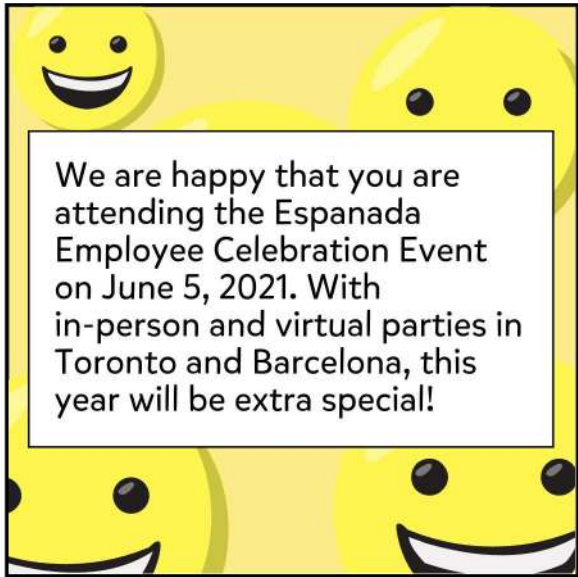 We are happy that you are
attending the Espanada
Employee Celebration Event
on June 5, 2021. With
in-person and virtual parties in
Toronto and Barcelona, this
year will be extra special!